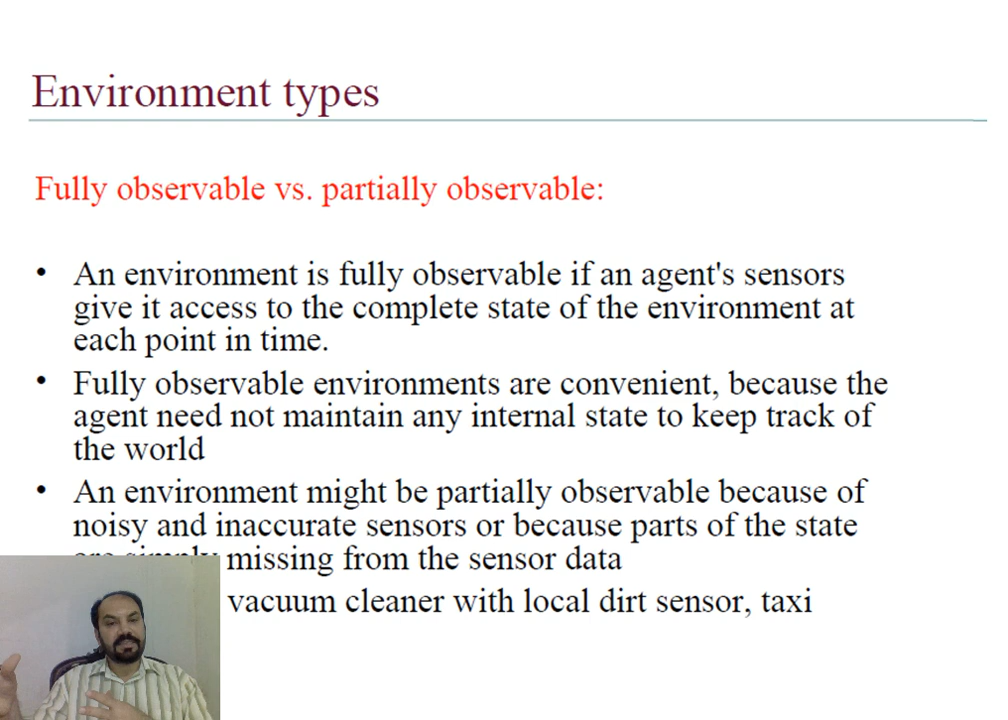 Environment types
Fully observable vs. partially observable:
• An environment is fully observable if an agent's sensors
give it access to the complete state of the environment at
each point in time.
• Fully observable environments are convenient, because the
agent need not maintain any internal state to keep track of
the world
• An environment might be partially observable because of
noisy and inaccurate sensors or because parts of the state
are simply missing from the sensor data
vacuum cleaner with local dirt sensor, taxi